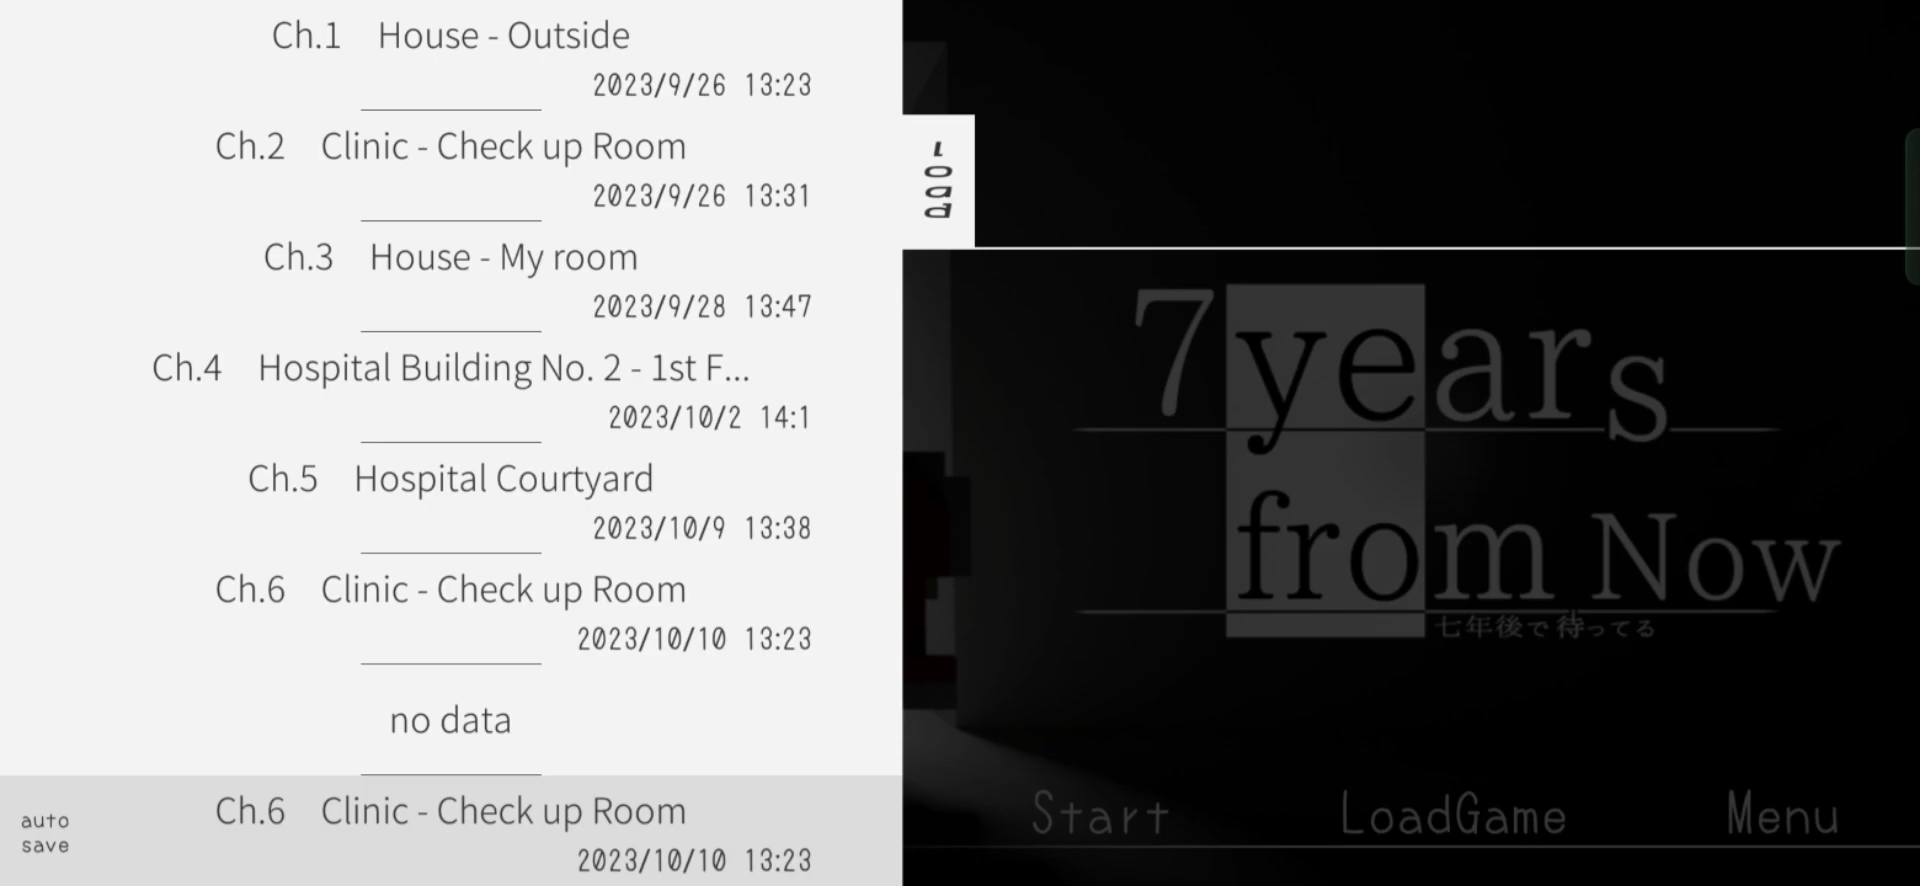 Ch.1 House - Outside
2023/9/26 13:23
Ch.2 Clinic - Check up Room
2023/9/26 13:31
Ch.3 House - My room
2023/9/28 13:47
Ch.4 Hospital Building No. 2 - 1st F...
2023/10/2 14:1
Ch.5 Hospital Courtyard
2023/10/9 13:38
Ch.6 Clinic - Check up Room
2023/10/10 13:23
no data
auto
save
Ch.6 Clinic - Check up Room
2023/10/10 13:23
Load
7years
from Now
七年後で待ってる
Start LoadGame Menu